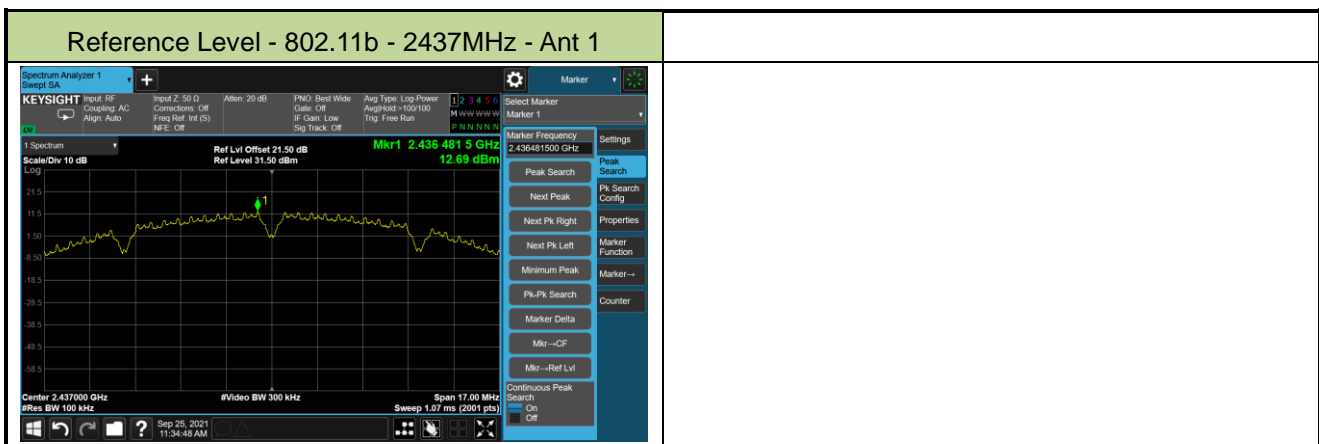 Reference Level - 802.11b - 2437MHz - Ant 1
Spectrum Analyzer 1
Swept SA
+
Marker
KEYSIGHT
Input: RF
Coupling: AC
Align: Auto
Input Z: 50 Ω
Corrections: Off
Freq Ref: Int (S)
NFE: Off
Atten: 20 dB
PNO: Best Wide
Gate: Off
IF Gain: Low
Sig Track: Off
Avg Type: Log-Power
Avg|Hold:>100/100
Trig: Free Run
1 2 3 4 5 6
M W W W W W
P N N N N N
Select Marker
Marker 1
1 Spectrum
Scale/Div 10 dB
Log
Ref Lvl Offset 21.50 dB
Ref Level 31.50 dBm
Mkr1 2.436 481 5 GHz
12.69 dBm
21.5
11.5
1.50
-8.50
-18.5
-28.5
-38.5
-48.5
-58.5
1
Center 2.437000 GHz
#Res BW 100 kHz
#Video BW 300 kHz
Span 17.00 MHz
Sweep 1.07 ms (2001 pts)
Marker Frequency
2.436481500 GHz
Peak Search
Next Peak
Next Pk Right
Next Pk Left
Minimum Peak
Pk-Pk Search
Marker Delta
Mkr→CF
Mkr→Ref Lvl
Continuous Peak
Search
On
Off
Settings
Peak
Search
Pk Search
Config
Properties
Marker
Function
Marker→
Counter
?
Sep 25, 2021
11:34:48 AM